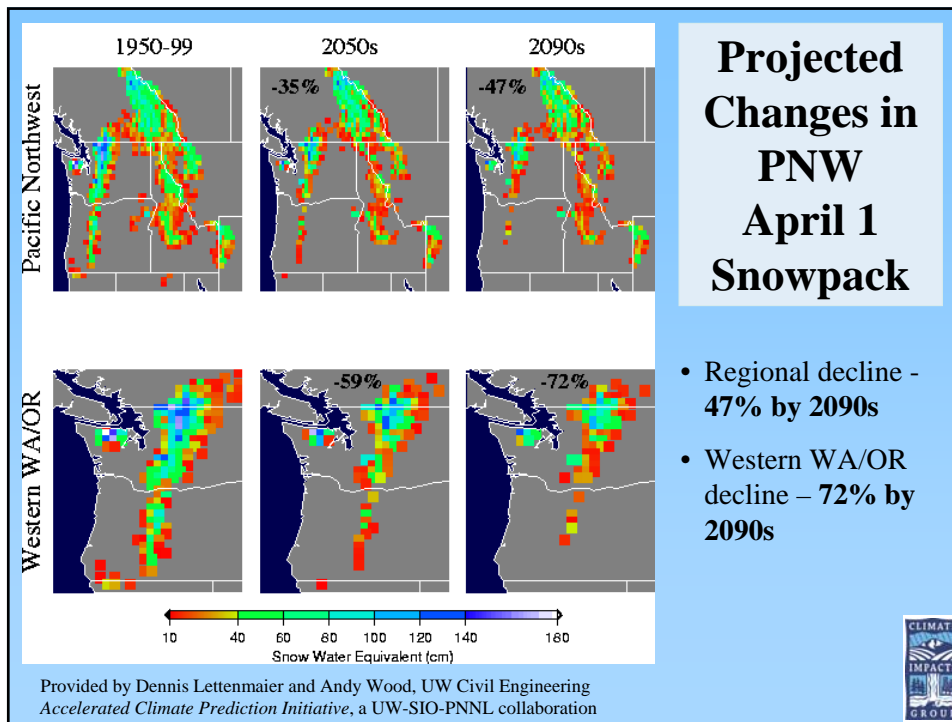 1950-99
2050s
2090s
Pacific Northwest
-35%
-47%
Western WA/OR
-59%
-72%
10
40
60
80
100
120
140
180
Snow Water Equivalent (cm)
Projected
Changes in
PNW
April 1
Snowpack
• Regional decline -
47% by 2090s
• Western WA/OR
decline – 72% by
2090s
Provided by Dennis Lettenmaier and Andy Wood, UW Civil Engineering
Accelerated Climate Prediction Initiative, a UW-SIO-PNNL collaboration
CLIMATE
IMPACTS
GROUP